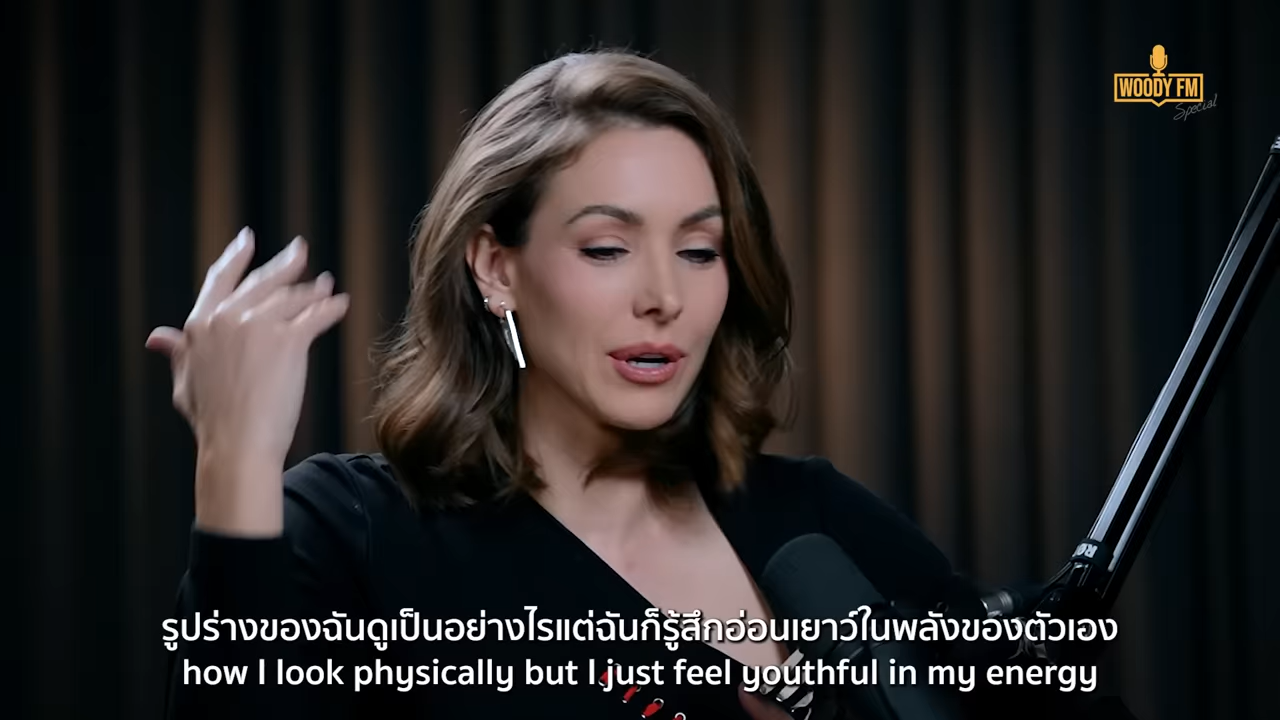 WOODY FM
Special
รูปร่างของฉันดูเป็นอย่างไรแต่ฉันก็รู้สึกอ่อนเยาว์ในพลังของตัวเอง
how I look physically but I just feel youthful in my energy